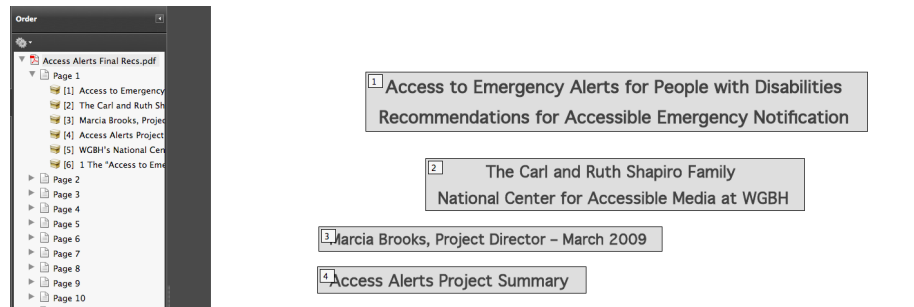 Order
Access Alerts Final Recs.pdf
Page 1
[1] Access to Emergency
[2] The Carl and Ruth Sh
[3] Marcia Brooks, Projec
[4] Access Alerts Project
[5] WGBH's National Cen
[6] 1 The "Access to Eme
Page 2
Page 3
Page 4
Page 5
Page 6
Page 7
Page 8
Page 9
Page 10
1
Access to Emergency Alerts for People with Disabilities
Recommendations for Accessible Emergency Notification
2
The Carl and Ruth Shapiro Family
National Center for Accessible Media at WGBH
3
Marcia Brooks, Project Director – March 2009
4
Access Alerts Project Summary